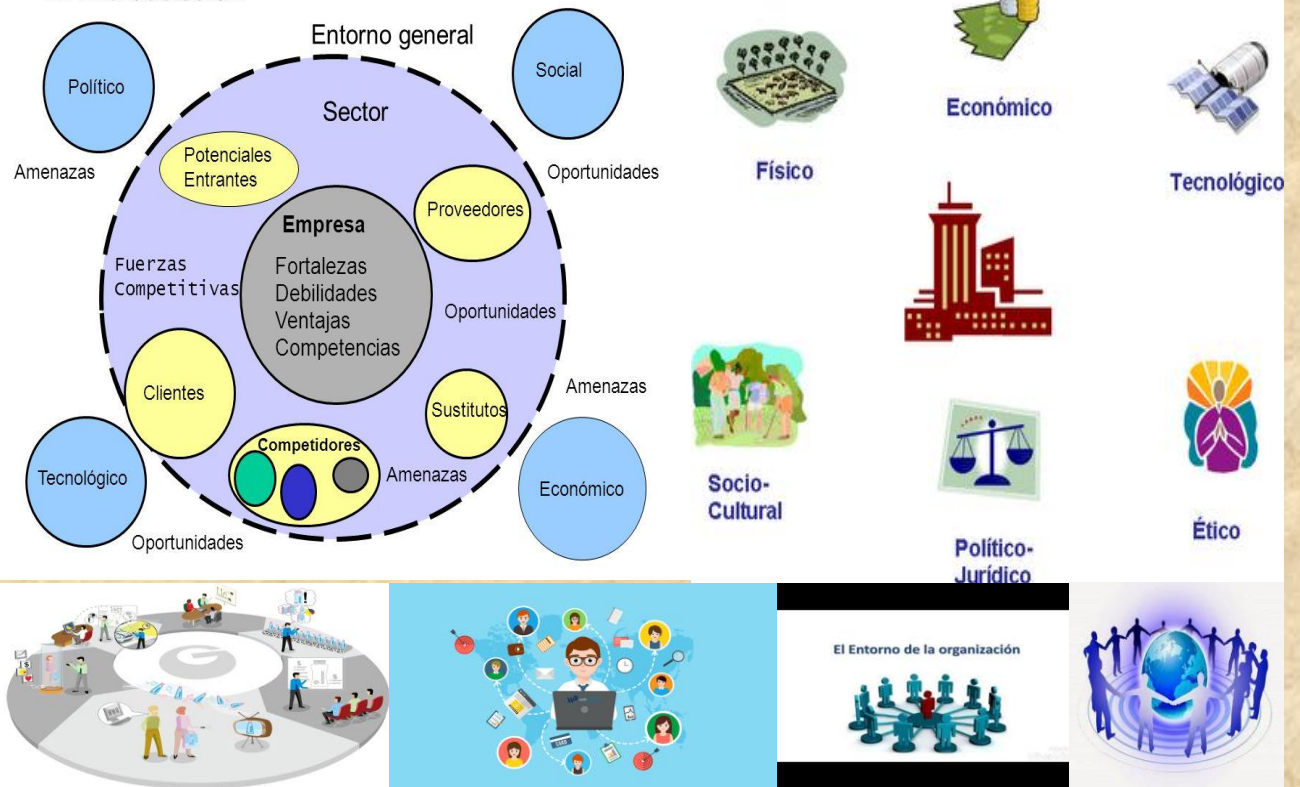 Entorno general
Político
Social
Sector
Amenazas
Potenciales
Entrantes
Oportunidades
Proveedores
Empresa
Fuerzas
Competitivas
Fortalezas
Debilidades
Ventajas
Competencias
Oportunidades
Clientes
Sustitutos
Amenazas
Competidores
Amenazas
Tecnológico
Económico
Oportunidades
Económico
Físico
Tecnológico
Socio-
Cultural
Político-
Jurídico
Ético
El Entorno de la organización